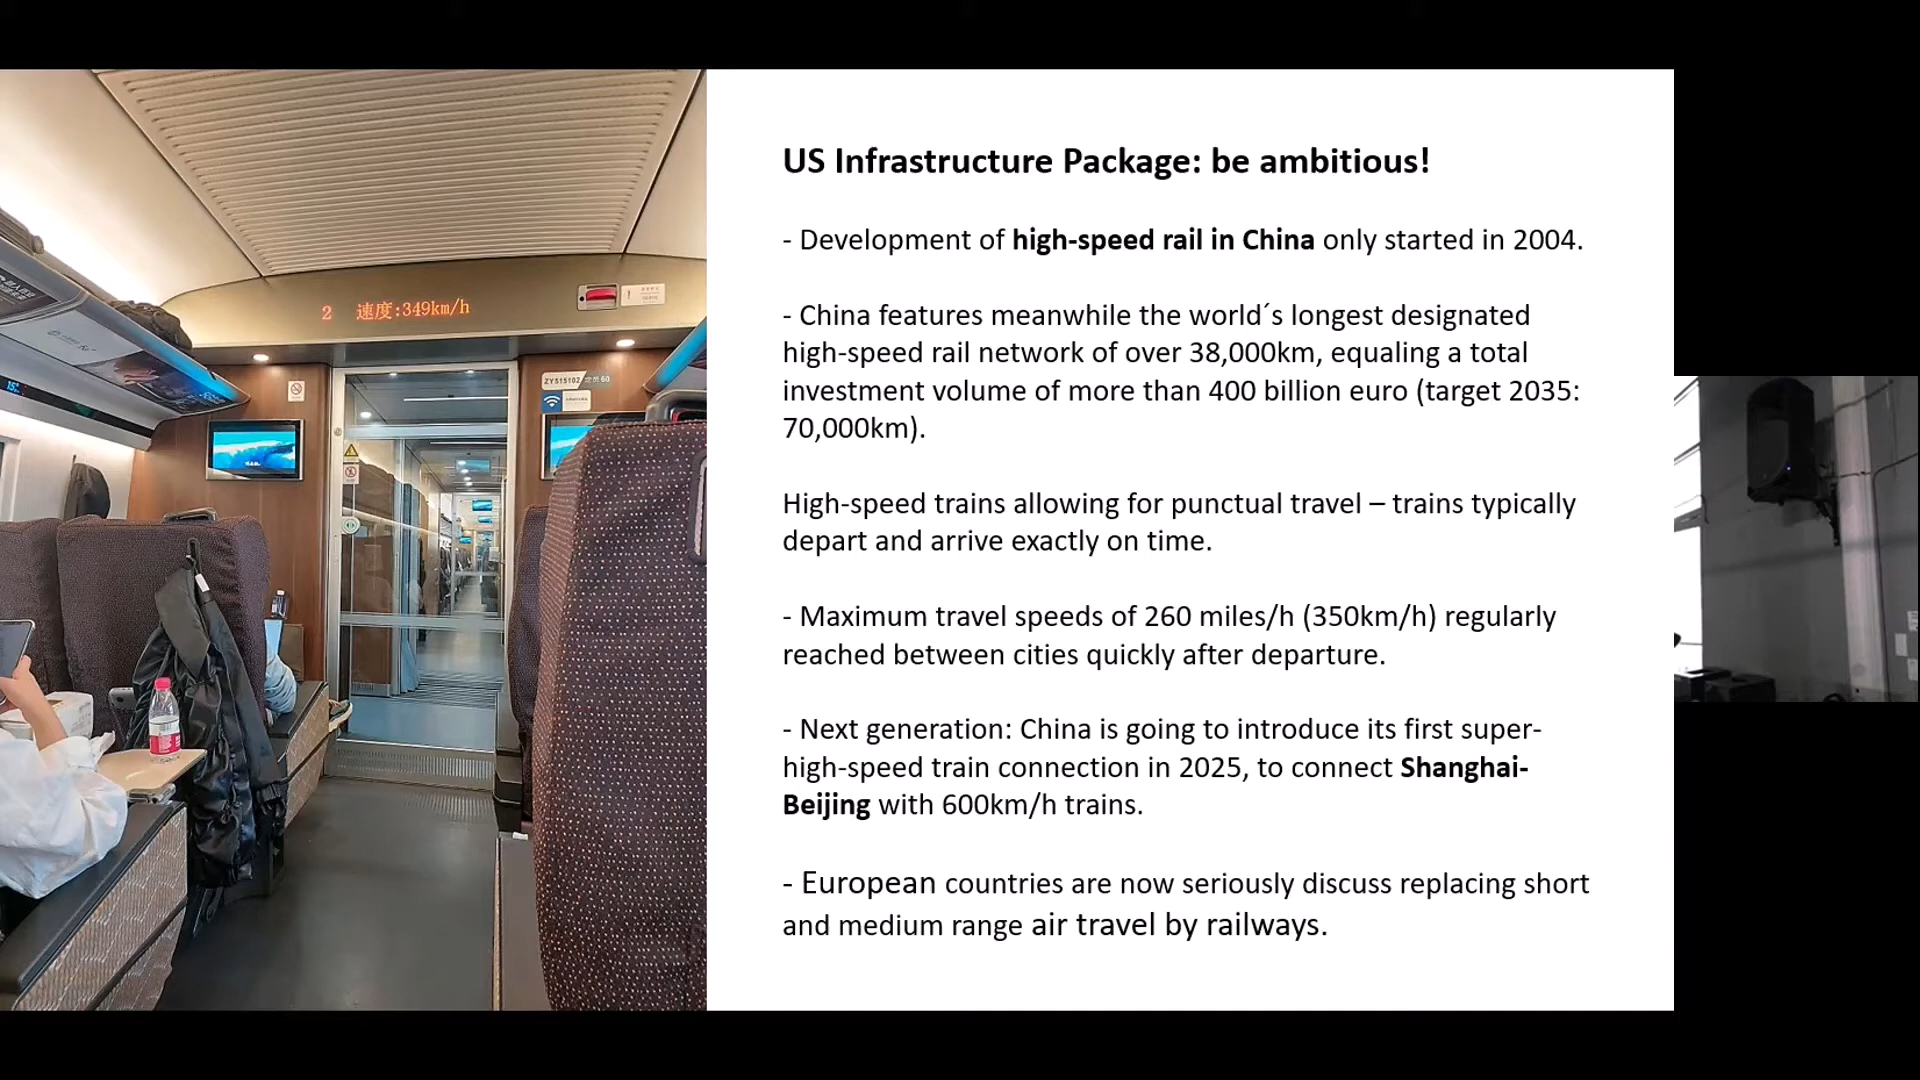 2 速度:349km/h
ZY515102 定员60
US Infrastructure Package: be ambitious!
- Development of high-speed rail in China only started in 2004.
- China features meanwhile the world´s longest designated
high-speed rail network of over 38,000km, equaling a total
investment volume of more than 400 billion euro (target 2035:
70,000km).
High-speed trains allowing for punctual travel – trains typically
depart and arrive exactly on time.
- Maximum travel speeds of 260 miles/h (350km/h) regularly
reached between cities quickly after departure.
- Next generation: China is going to introduce its first super-
high-speed train connection in 2025, to connect Shanghai-
Beijing with 600km/h trains.
- European countries are now seriously discuss replacing short
and medium range air travel by railways.